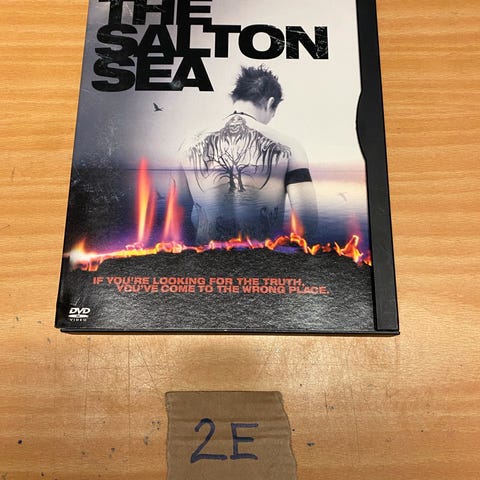 THE
SALTON
SEA
IF YOU'RE LOOKING FOR THE TRUTH,
YOU'VE COME TO THE WRONG PLACE.
DVD
VIDEO
2E